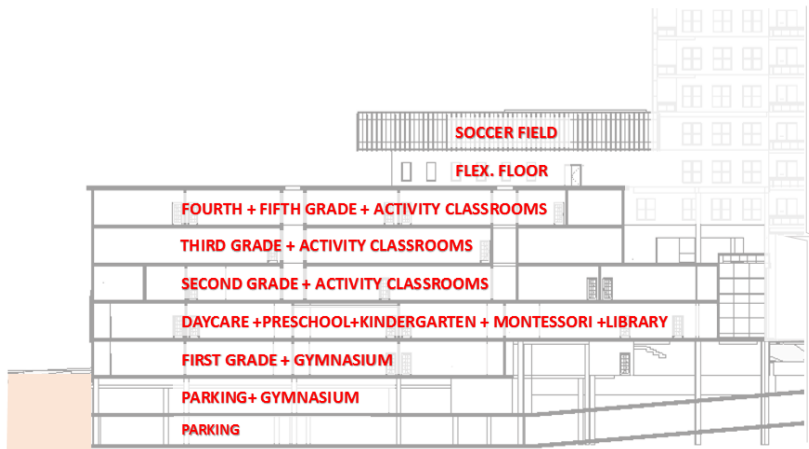 SOCCER FIELD
FLEX. FLOOR
FOURTH + FIFTH GRADE + ACTIVITY CLASSROOMS
THIRD GRADE + ACTIVITY CLASSROOMS
SECOND GRADE + ACTIVITY CLASSROOMS
DAYCARE +PRESCHOOL+KINDERGARTEN + MONTESSORI +LIBRARY
FIRST GRADE + GYMNASIUM
PARKING+ GYMNASIUM
PARKING